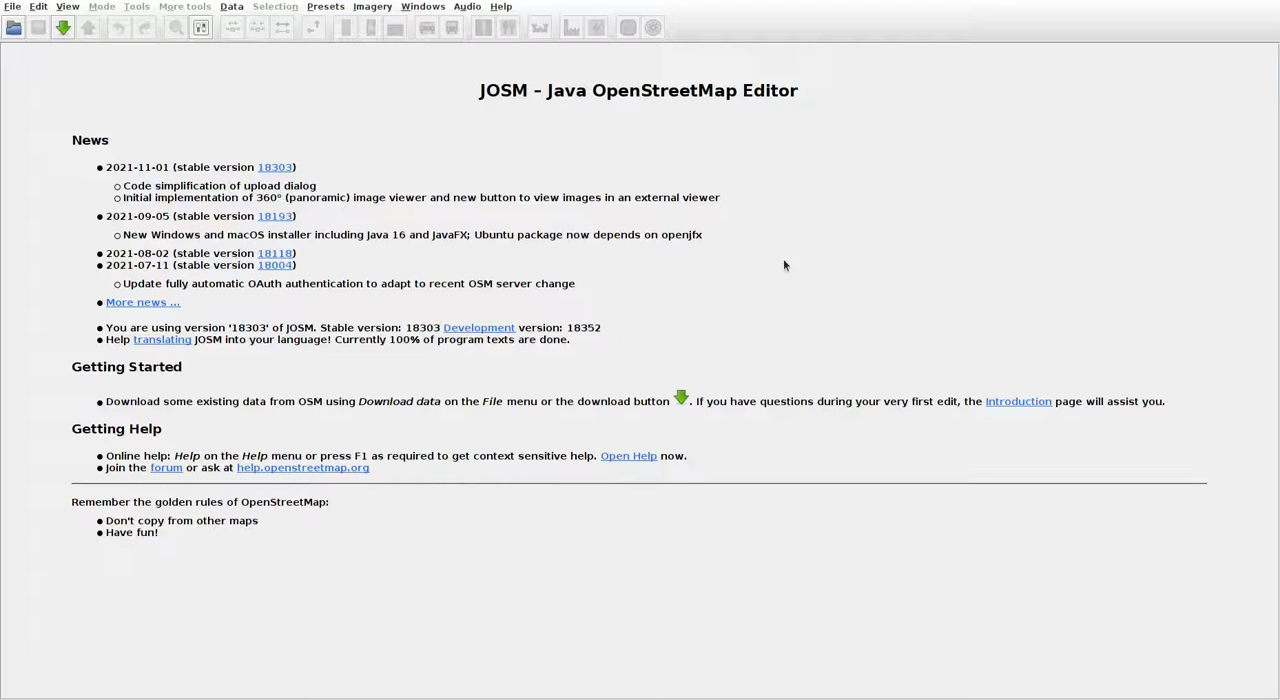 File Edit View Mode Tools More tools Data Selection Presets Imagery Windows Audio Help
JOSM – Java OpenStreetMap Editor
News
2021-11-01 (stable version 18303)
Code simplification of upload dialog
Initial implementation of 360° (panoramic) image viewer and new button to view images in an external viewer
2021-09-05 (stable version 18193)
New Windows and macOS installer including Java 16 and JavaFX; Ubuntu package now depends on openjfx
2021-08-02 (stable version 18118)
2021-07-11 (stable version 18004)
Update fully automatic OAuth authentication to adapt to recent OSM server change
More news ...
You are using version '18303' of JOSM. Stable version: 18303 Development version: 18352
Help translating JOSM into your language! Currently 100% of program texts are done.
Getting Started
Download some existing data from OSM using Download data on the File menu or the download button . If you have questions during your very first edit, the Introduction page will assist you.
Getting Help
Online help: Help on the Help menu or press F1 as required to get context sensitive help. Open Help now.
Join the forum or ask at help.openstreetmap.org
Remember the golden rules of OpenStreetMap:
Don't copy from other maps
Have fun!